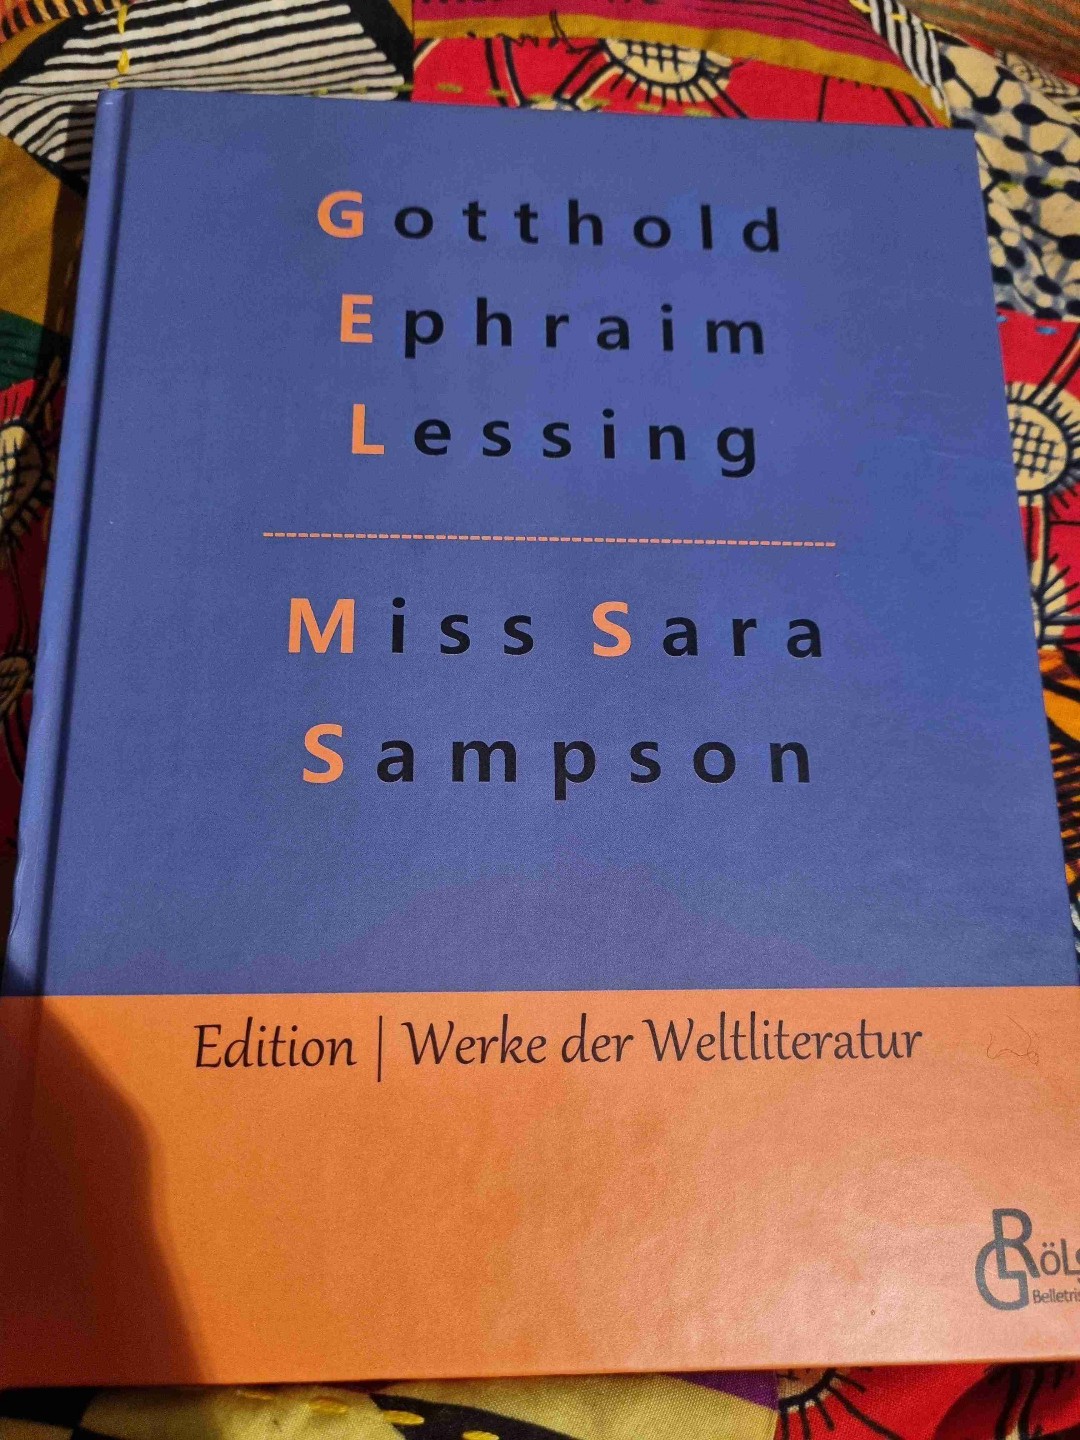 Gotthold
Ephraim
Lessing
Miss Sara
Sampson
Edition | Werke der Weltliteratur